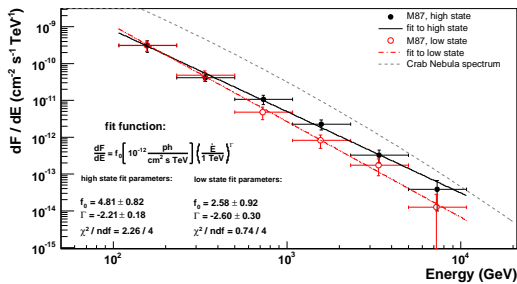 dF / dE (cm⁻² s⁻¹ TeV⁻¹)
10⁻⁹
10⁻¹⁰
10⁻¹¹
10⁻¹²
10⁻¹³
10⁻¹⁴
10⁻¹⁵
M87, high state
fit to high state
M87, low state
fit to low state
Crab Nebula spectrum
fit function:
dF/dE = f₀ [10⁻¹² ph / cm² s TeV] (E / 1 TeV)^Γ
high state fit parameters: low state fit parameters:
f₀ = 4.81 ± 0.82 f₀ = 2.58 ± 0.92
Γ = -2.21 ± 0.18 Γ = -2.60 ± 0.30
χ² / ndf = 2.26 / 4 χ² / ndf = 0.74 / 4
10² 10³ 10⁴
Energy (GeV)